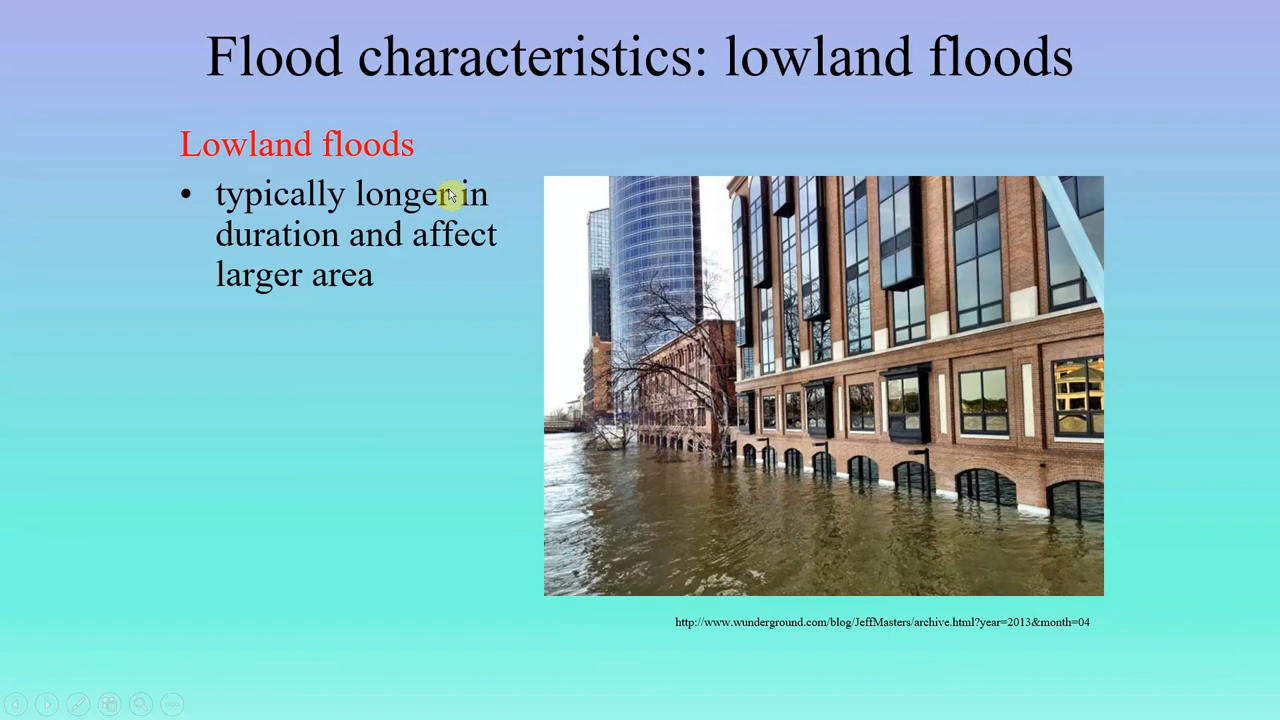 Flood characteristics: lowland floods
Lowland floods
• typically longer in
duration and affect
larger area
http://www.wunderground.com/blog/JeffMasters/archive.html?year=2013&month=04